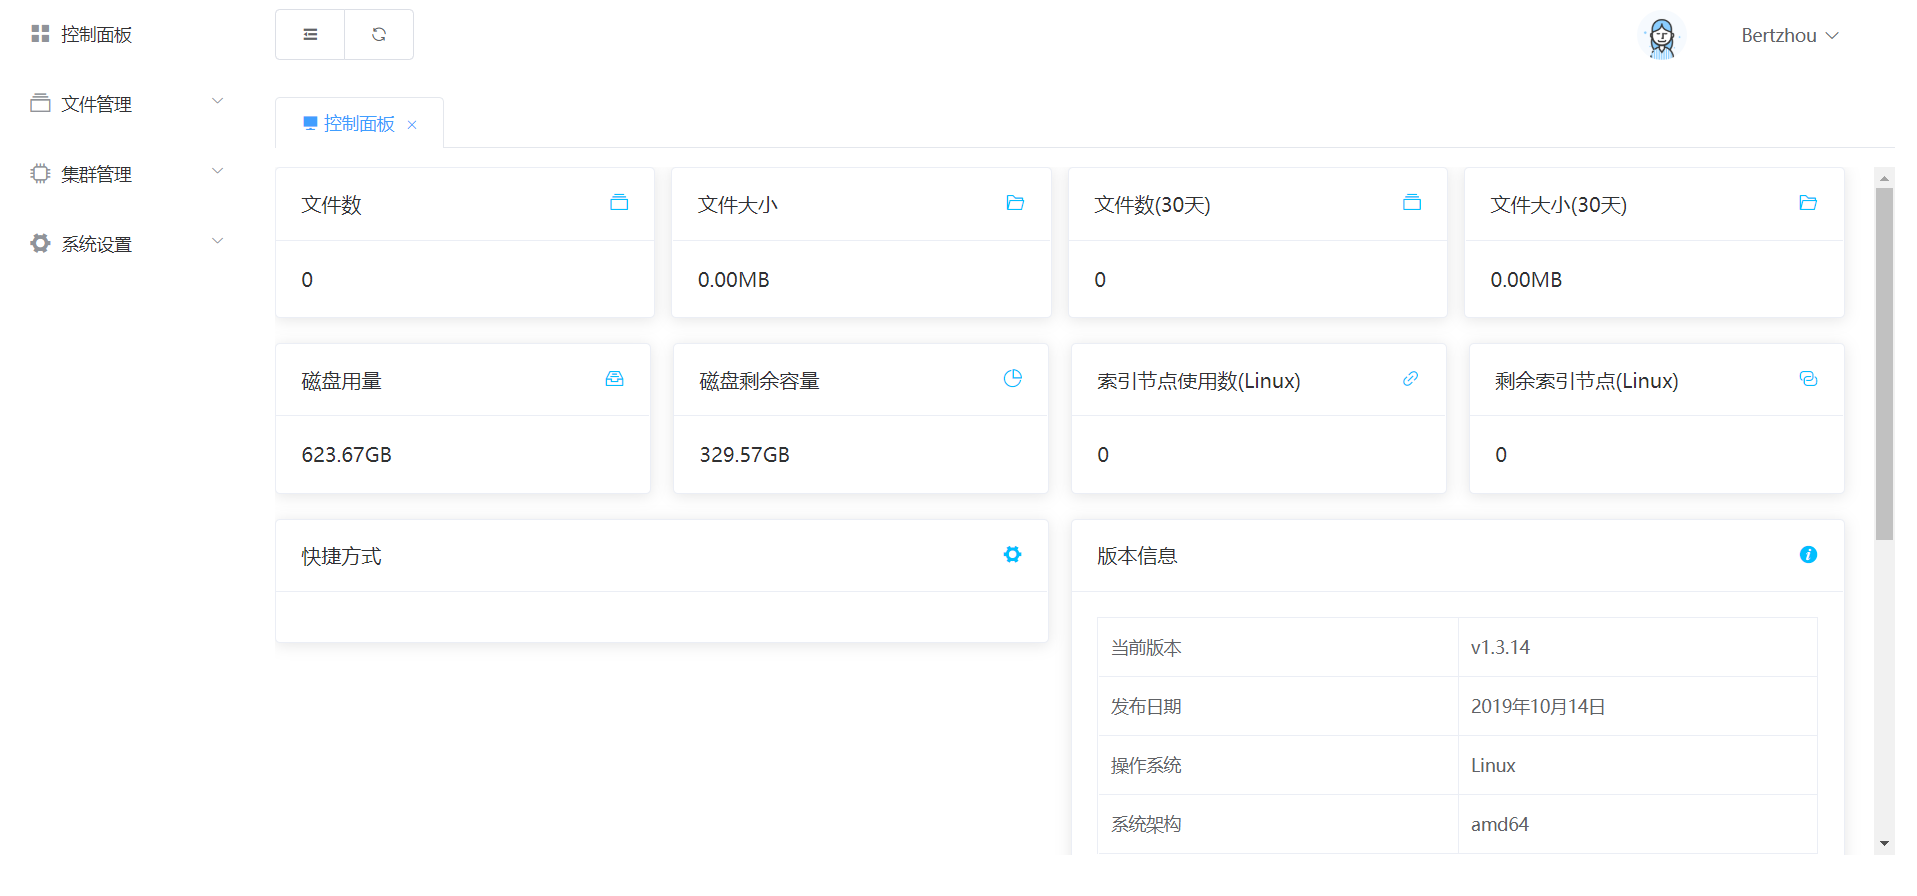 控制面板
文件管理
集群管理
系统设置
Bertzhou
控制面板
文件数
0
文件大小
0.00MB
文件数(30天)
0
文件大小(30天)
0.00MB
磁盘用量
623.67GB
磁盘剩余容量
329.57GB
索引节点使用数(Linux)
0
剩余索引节点(Linux)
0
快捷方式
版本信息
当前版本 v1.3.14
发布日期 2019年10月14日
操作系统 Linux
系统架构 amd64